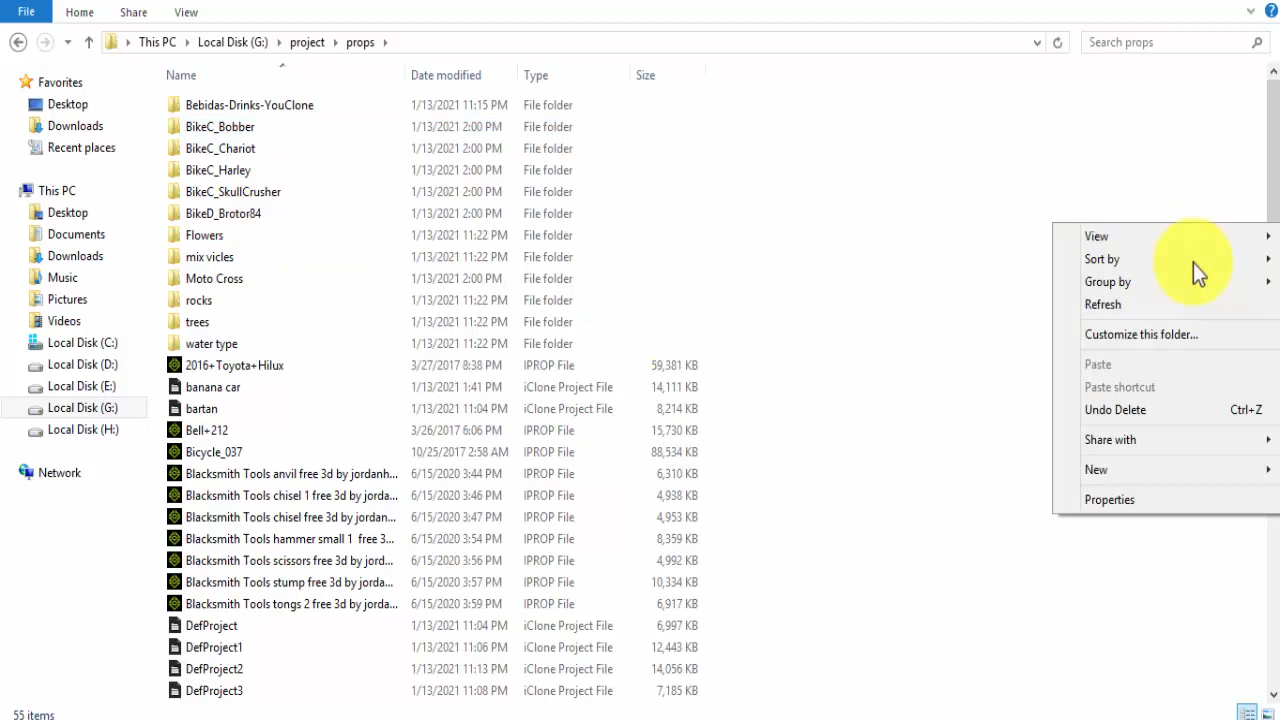 File Home Share View
This PC Local Disk (G:) project props Search props
Name Date modified Type Size
Favorites
Desktop
Downloads
Recent places
This PC
Desktop
Documents
Downloads
Music
Pictures
Videos
Local Disk (C:)
Local Disk (D:)
Local Disk (E:)
Local Disk (G:)
Local Disk (H:)
Network
Bebidas-Drinks-YouClone 1/13/2021 11:15 PM File folder
BikeC_Bobber 1/13/2021 2:00 PM File folder
BikeC_Chariot 1/13/2021 2:00 PM File folder
BikeC_Harley 1/13/2021 2:00 PM File folder
BikeC_SkullCrusher 1/13/2021 2:00 PM File folder
BikeD_Brotor84 1/13/2021 2:00 PM File folder
Flowers 1/13/2021 11:22 PM File folder
mix vicles 1/13/2021 11:22 PM File folder
Moto Cross 1/13/2021 11:22 PM File folder
rocks 1/13/2021 11:22 PM File folder
trees 1/13/2021 11:22 PM File folder
water type 1/13/2021 11:22 PM File folder
2016+Toyota+Hilux 3/27/2017 8:38 PM IPROP File 59,381 KB
banana car 1/13/2021 1:41 PM iClone Project File 14,111 KB
bartan 1/13/2021 11:04 PM iClone Project File 8,214 KB
Bell+212 3/26/2017 6:06 PM IPROP File 15,730 KB
Bicycle_037 10/25/2017 2:58 AM IPROP File 88,534 KB
Blacksmith Tools anvil free 3d by jordanh... 6/15/2020 3:44 PM IPROP File 6,310 KB
Blacksmith Tools chisel 1 free 3d by jorda... 6/15/2020 3:46 PM IPROP File 4,938 KB
Blacksmith Tools chisel free 3d by jordan... 6/15/2020 3:47 PM IPROP File 4,953 KB
Blacksmith Tools hammer small 1 free 3... 6/15/2020 3:54 PM IPROP File 8,359 KB
Blacksmith Tools scissors free 3d by jord... 6/15/2020 3:56 PM IPROP File 4,992 KB
Blacksmith Tools stump free 3d by jorda... 6/15/2020 3:57 PM IPROP File 10,334 KB
Blacksmith Tools tongs 2 free 3d by jorda... 6/15/2020 3:59 PM IPROP File 6,917 KB
DefProject 1/13/2021 11:04 PM iClone Project File 6,997 KB
DefProject1 1/13/2021 11:06 PM iClone Project File 12,443 KB
DefProject2 1/13/2021 11:13 PM iClone Project File 14,056 KB
DefProject3 1/13/2021 11:08 PM iClone Project File 7,185 KB
View
Sort by
Group by
Refresh
Customize this folder...
Paste
Paste shortcut
Undo Delete Ctrl+Z
Share with
New
Properties
55 items